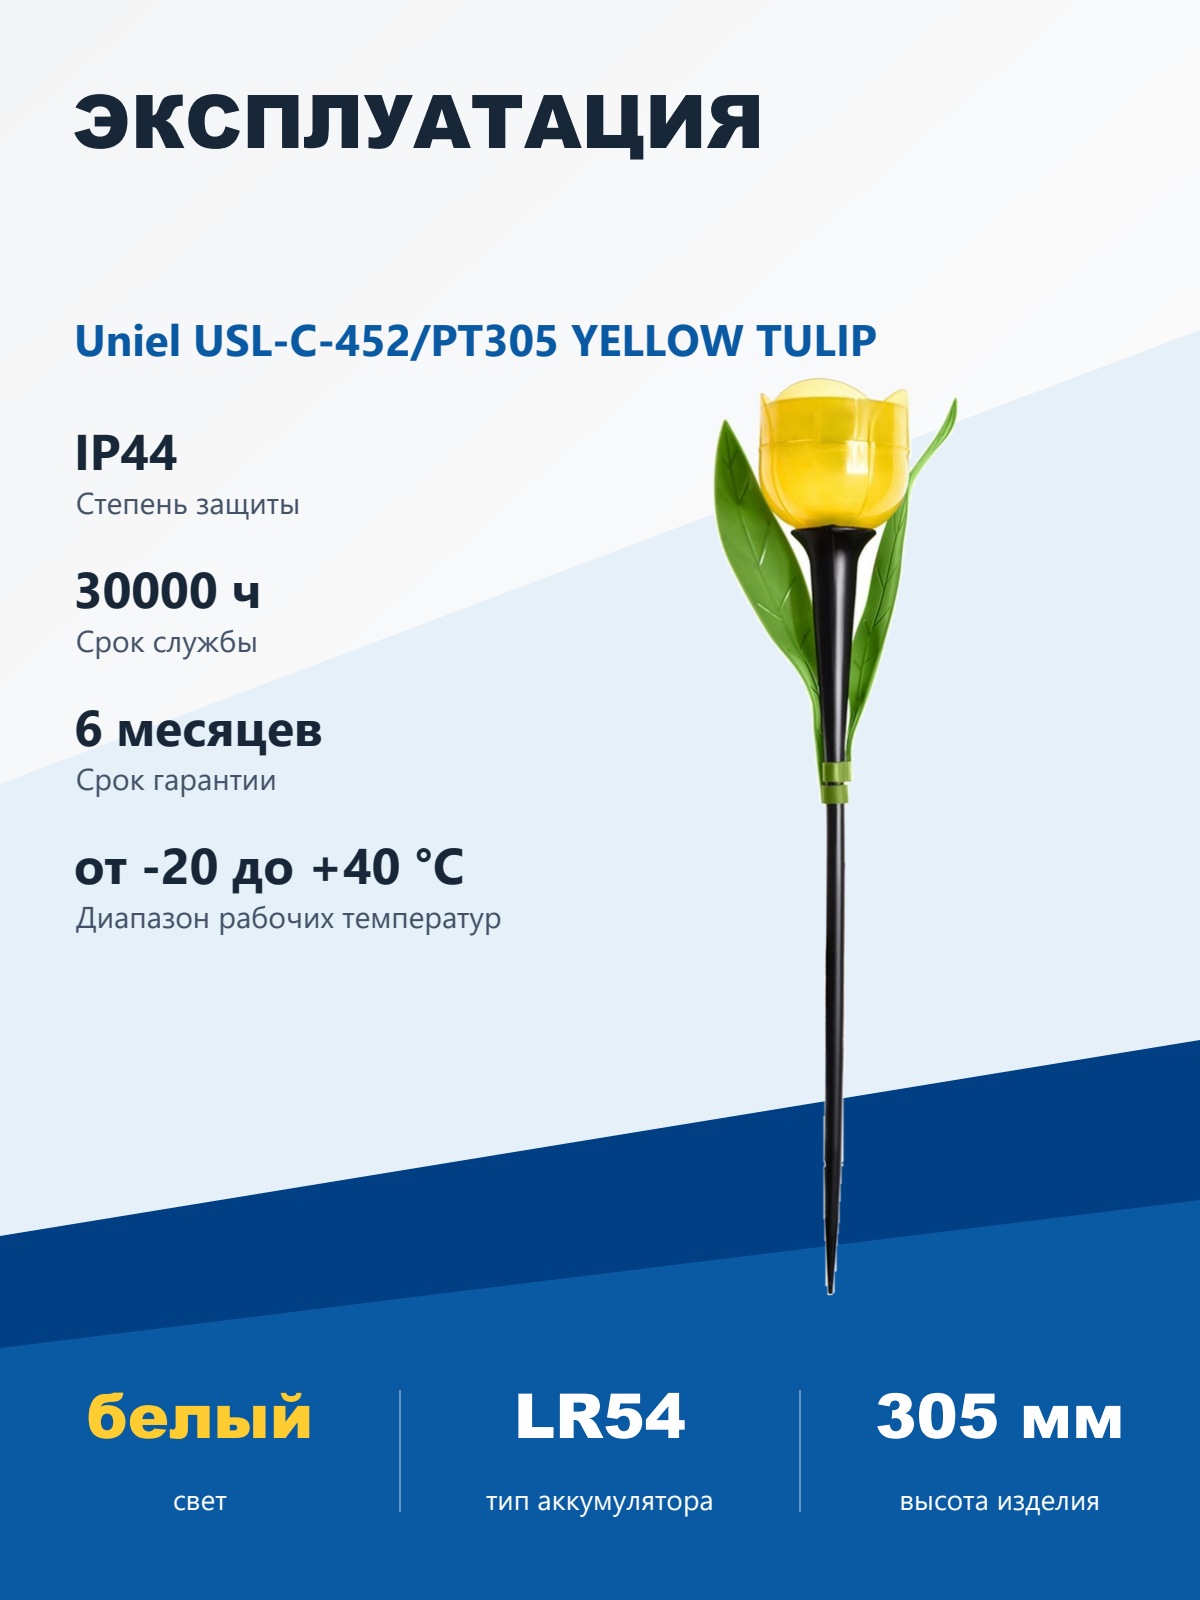 ЭКСПЛУАТАЦИЯ
Uniel USL-C-452/PT305 YELLOW TULIP
IP44
Степень защиты
30000 ч
Срок службы
6 месяцев
Срок гарантии
от -20 до +40 °C
Диапазон рабочих температур
белый
свет
LR54
тип аккумулятора
305 мм
высота изделия